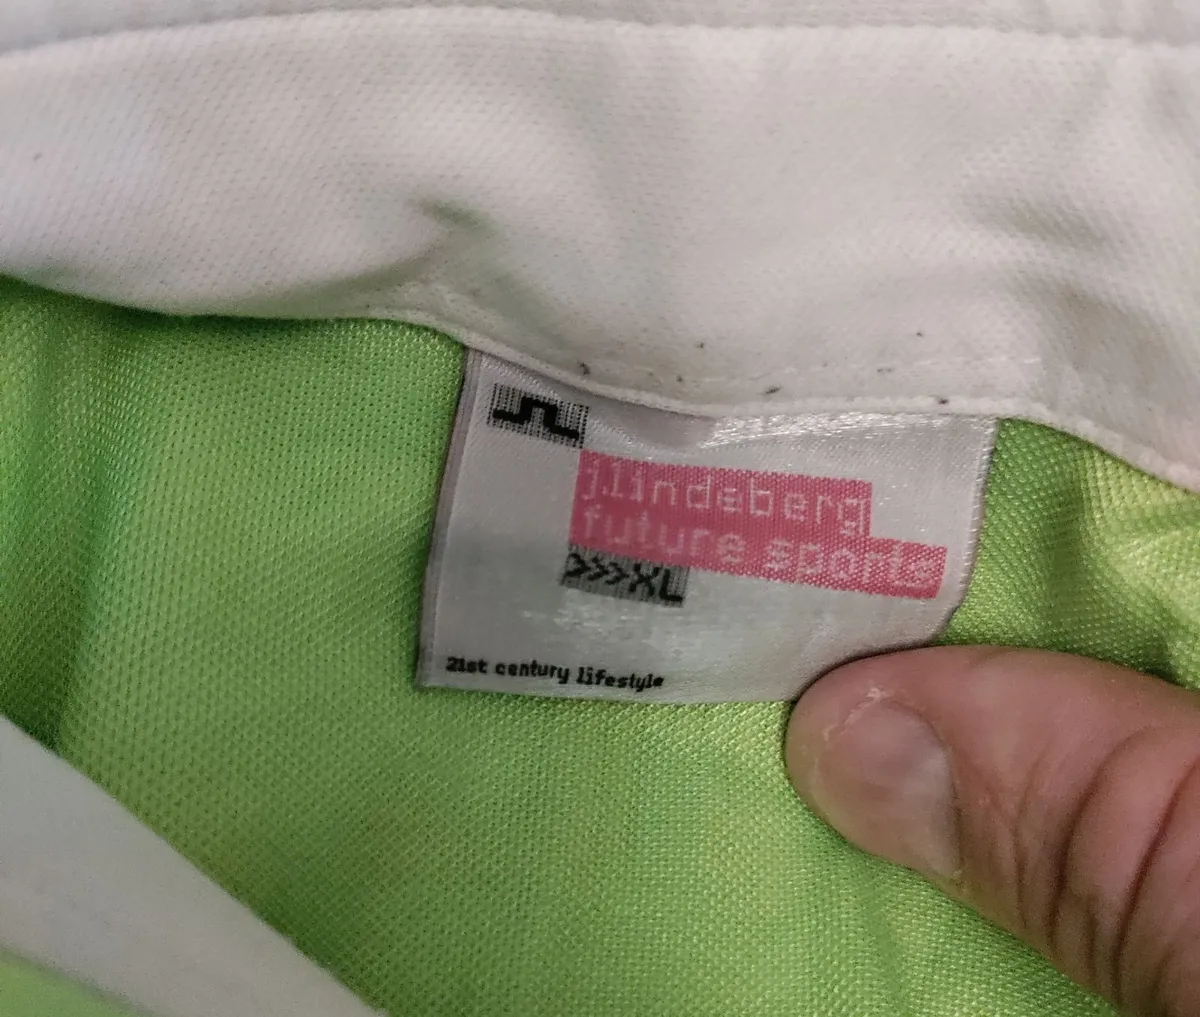 j.lindeberg
future sports
>>>XL
21st century lifestyle